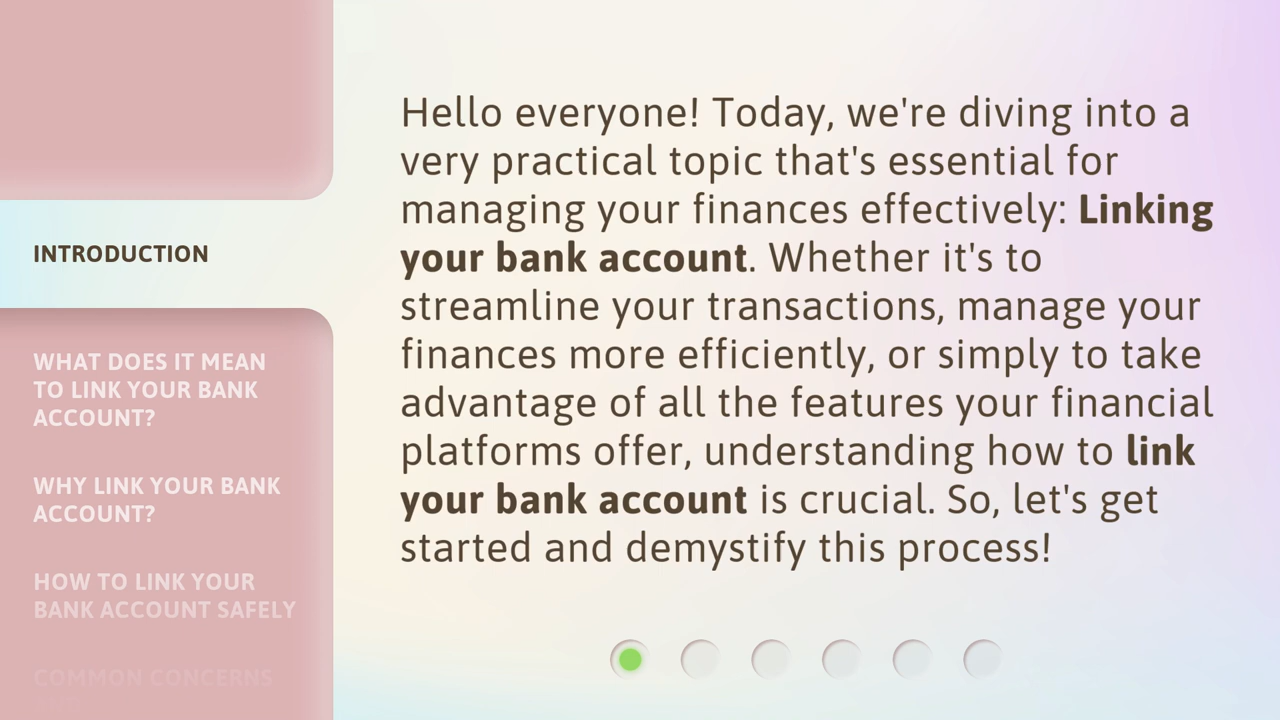 INTRODUCTION
WHAT DOES IT MEAN
TO LINK YOUR BANK
ACCOUNT?
WHY LINK YOUR BANK
ACCOUNT?
HOW TO LINK YOUR
BANK ACCOUNT SAFELY
COMMON CONCERNS
Hello everyone! Today, we're diving into a
very practical topic that's essential for
managing your finances effectively: Linking
your bank account. Whether it's to
streamline your transactions, manage your
finances more efficiently, or simply to take
advantage of all the features your financial
platforms offer, understanding how to link
your bank account is crucial. So, let's get
started and demystify this process!